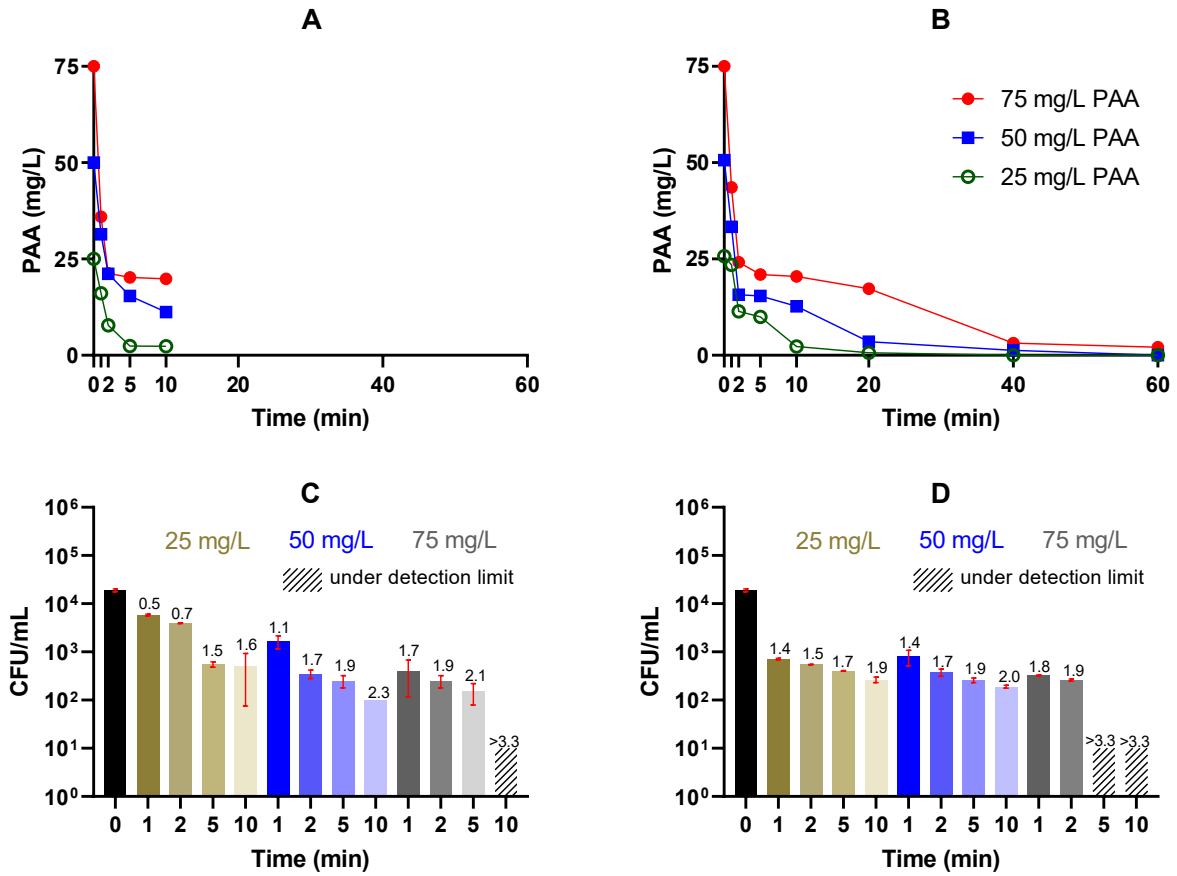 A
75
50
25
0
PAA (mg/L)
0 2 5 10 20 40 60
Time (min)
B
75
50
25
0
PAA (mg/L)
75 mg/L PAA
50 mg/L PAA
25 mg/L PAA
0 2 5 10 20 40 60
Time (min)
C
10⁶
10⁵
10⁴
10³
10²
10¹
10⁰
CFU/mL
25 mg/L 50 mg/L 75 mg/L
under detection limit
0.5 0.7 1.5 1.6 1.1 1.7 1.9 2.3 1.7 1.9 2.1 >3.3
0 1 2 5 10 1 2 5 10 1 2 5 10
Time (min)
D
10⁶
10⁵
10⁴
10³
10²
10¹
10⁰
CFU/mL
25 mg/L 50 mg/L 75 mg/L
under detection limit
1.4 1.5 1.7 1.9 1.4 1.7 1.9 2.0 1.8 1.9 >3.3 >3.3
0 1 2 5 10 1 2 5 10 1 2 5 10
Time (min)